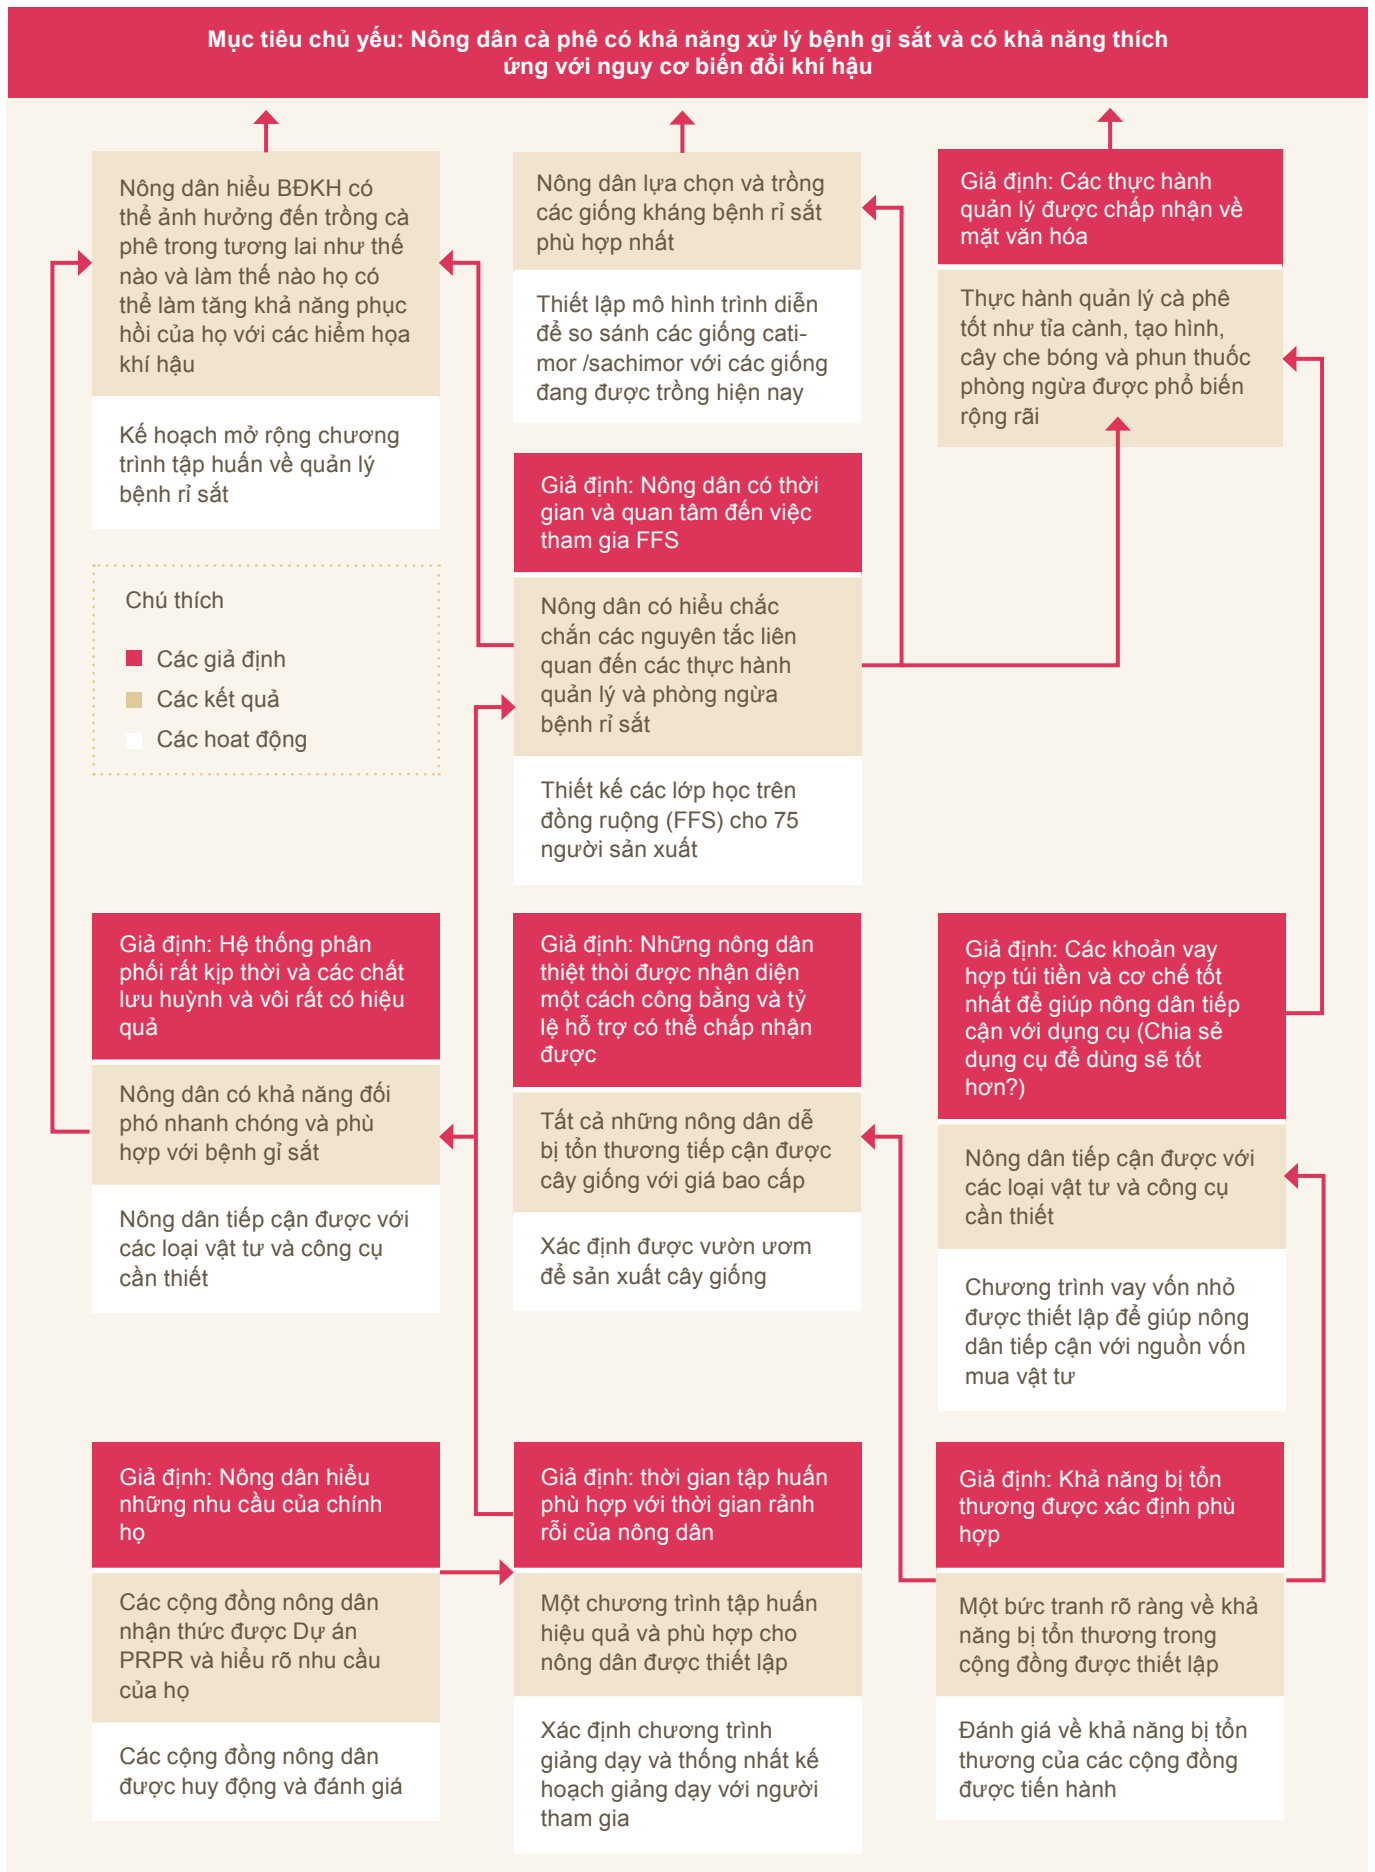 Mục tiêu chủ yếu: Nông dân cà phê có khả năng xử lý bệnh gỉ sắt và có khả năng thích
ứng với nguy cơ biến đổi khí hậu
Nông dân hiểu BĐKH có
thể ảnh hưởng đến trồng cà
phê trong tương lai như thế
nào và làm thế nào họ có
thể làm tăng khả năng phục
hồi của họ với các hiểm họa
khí hậu
Kế hoạch mở rộng chương
trình tập huấn về quản lý
bệnh rỉ sắt
Nông dân lựa chọn và trồng
các giống kháng bệnh rỉ sắt
phù hợp nhất
Thiết lập mô hình trình diễn
để so sánh các giống cati-
mor /sachimor với các giống
đang được trồng hiện nay
Giả định: Các thực hành
quản lý được chấp nhận về
mặt văn hóa
Thực hành quản lý cà phê
tốt như tỉa cành, tạo hình,
cây che bóng và phun thuốc
phòng ngừa được phổ biến
rộng rãi
Chú thích
Các giả định
Các kết quả
Các hoat động
Giả định: Nông dân có thời
gian và quan tâm đến việc
tham gia FFS
Nông dân có hiểu chắc
chắn các nguyên tắc liên
quan đến các thực hành
quản lý và phòng ngừa
bệnh rỉ sắt
Thiết kế các lớp học trên
đồng ruộng (FFS) cho 75
người sản xuất
Giả định: Hệ thống phân
phối rất kịp thời và các chất
lưu huỳnh và vôi rất có hiệu
quả
Nông dân có khả năng đối
phó nhanh chóng và phù
hợp với bệnh gỉ sắt
Nông dân tiếp cận được với
các loại vật tư và công cụ
cần thiết
Giả định: Những nông dân
thiệt thòi được nhận diện
một cách công bằng và tỷ
lệ hỗ trợ có thể chấp nhận
được
Tất cả những nông dân dễ
bị tổn thương tiếp cận được
cây giống với giá bao cấp
Xác định được vườn ươm
để sản xuất cây giống
Giả định: Các khoản vay
hợp túi tiền và cơ chế tốt
nhất để giúp nông dân tiếp
cận với dụng cụ (Chia sẻ
dụng cụ để dùng sẽ tốt
hơn?)
Nông dân tiếp cận được với
các loại vật tư và công cụ
cần thiết
Chương trình vay vốn nhỏ
được thiết lập để giúp nông
dân tiếp cận với nguồn vốn
mua vật tư
Giả định: Nông dân hiểu
những nhu cầu của chính
họ
Các cộng đồng nông dân
nhận thức được Dự án
PRPR và hiểu rõ nhu cầu
của họ
Các cộng đồng nông dân
được huy động và đánh giá
Giả định: thời gian tập huấn
phù hợp với thời gian rảnh
rỗi của nông dân
Một chương trình tập huấn
hiệu quả và phù hợp cho
nông dân được thiết lập
Xác định chương trình
giảng dạy và thống nhất kế
hoạch giảng dạy với người
tham gia
Giả định: Khả năng bị tổn
thương được xác định phù
hợp
Một bức tranh rõ ràng về khả
năng bị tổn thương trong
cộng đồng được thiết lập
Đánh giá về khả năng bị tổn
thương của các cộng đồng
được tiến hành